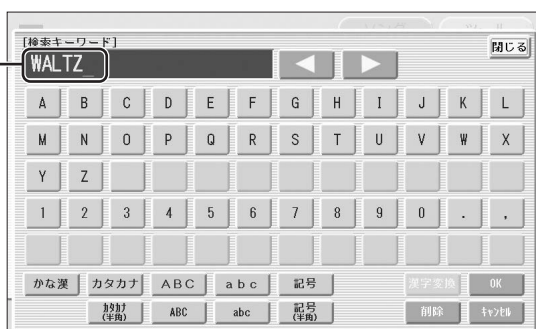 [検索キーワード]
閉じる
WALTZ_
A B C D E F G H I J K L
M N O P Q R S T U V W X
Y Z
1 2 3 4 5 6 7 8 9 0 . ,
かな漢 カタカナ ABC abc 記号 漢字変換 OK
カタカナ(半角) ABC abc 記号(半角) 削除 キャンセル